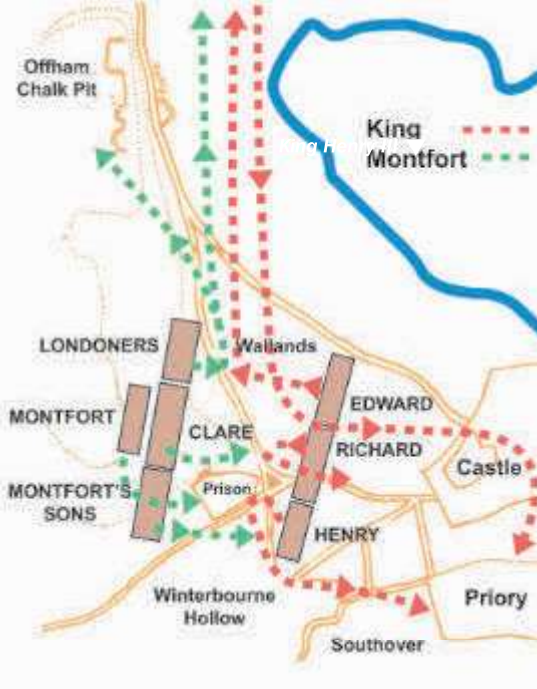 Offham
Chalk Pit
King
Montfort
LONDONERS
Wallands
MONTFORT
EDWARD
CLARE
RICHARD
Castle
MONTFORT'S
SONS
Prison
HENRY
Winterbourne
Hollow
Priory
Southover